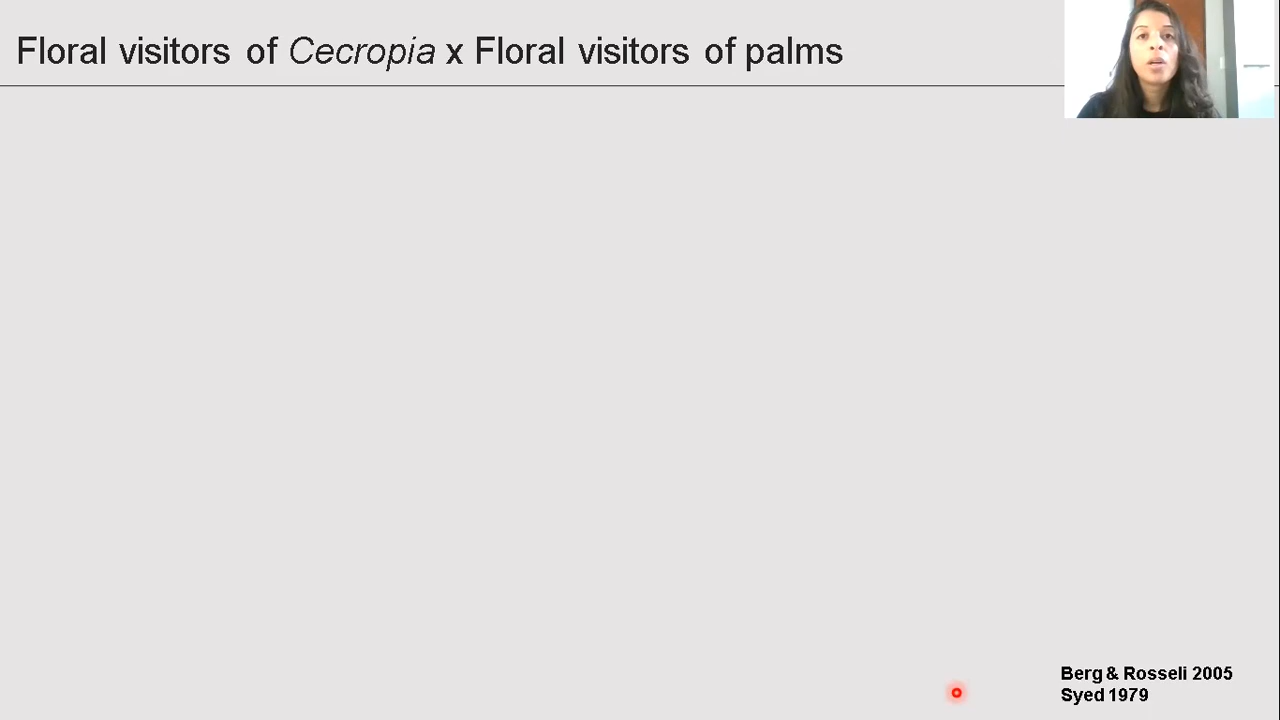 Floral visitors of Cecropia x Floral visitors of palms
Berg & Rosseli 2005
Syed 1979